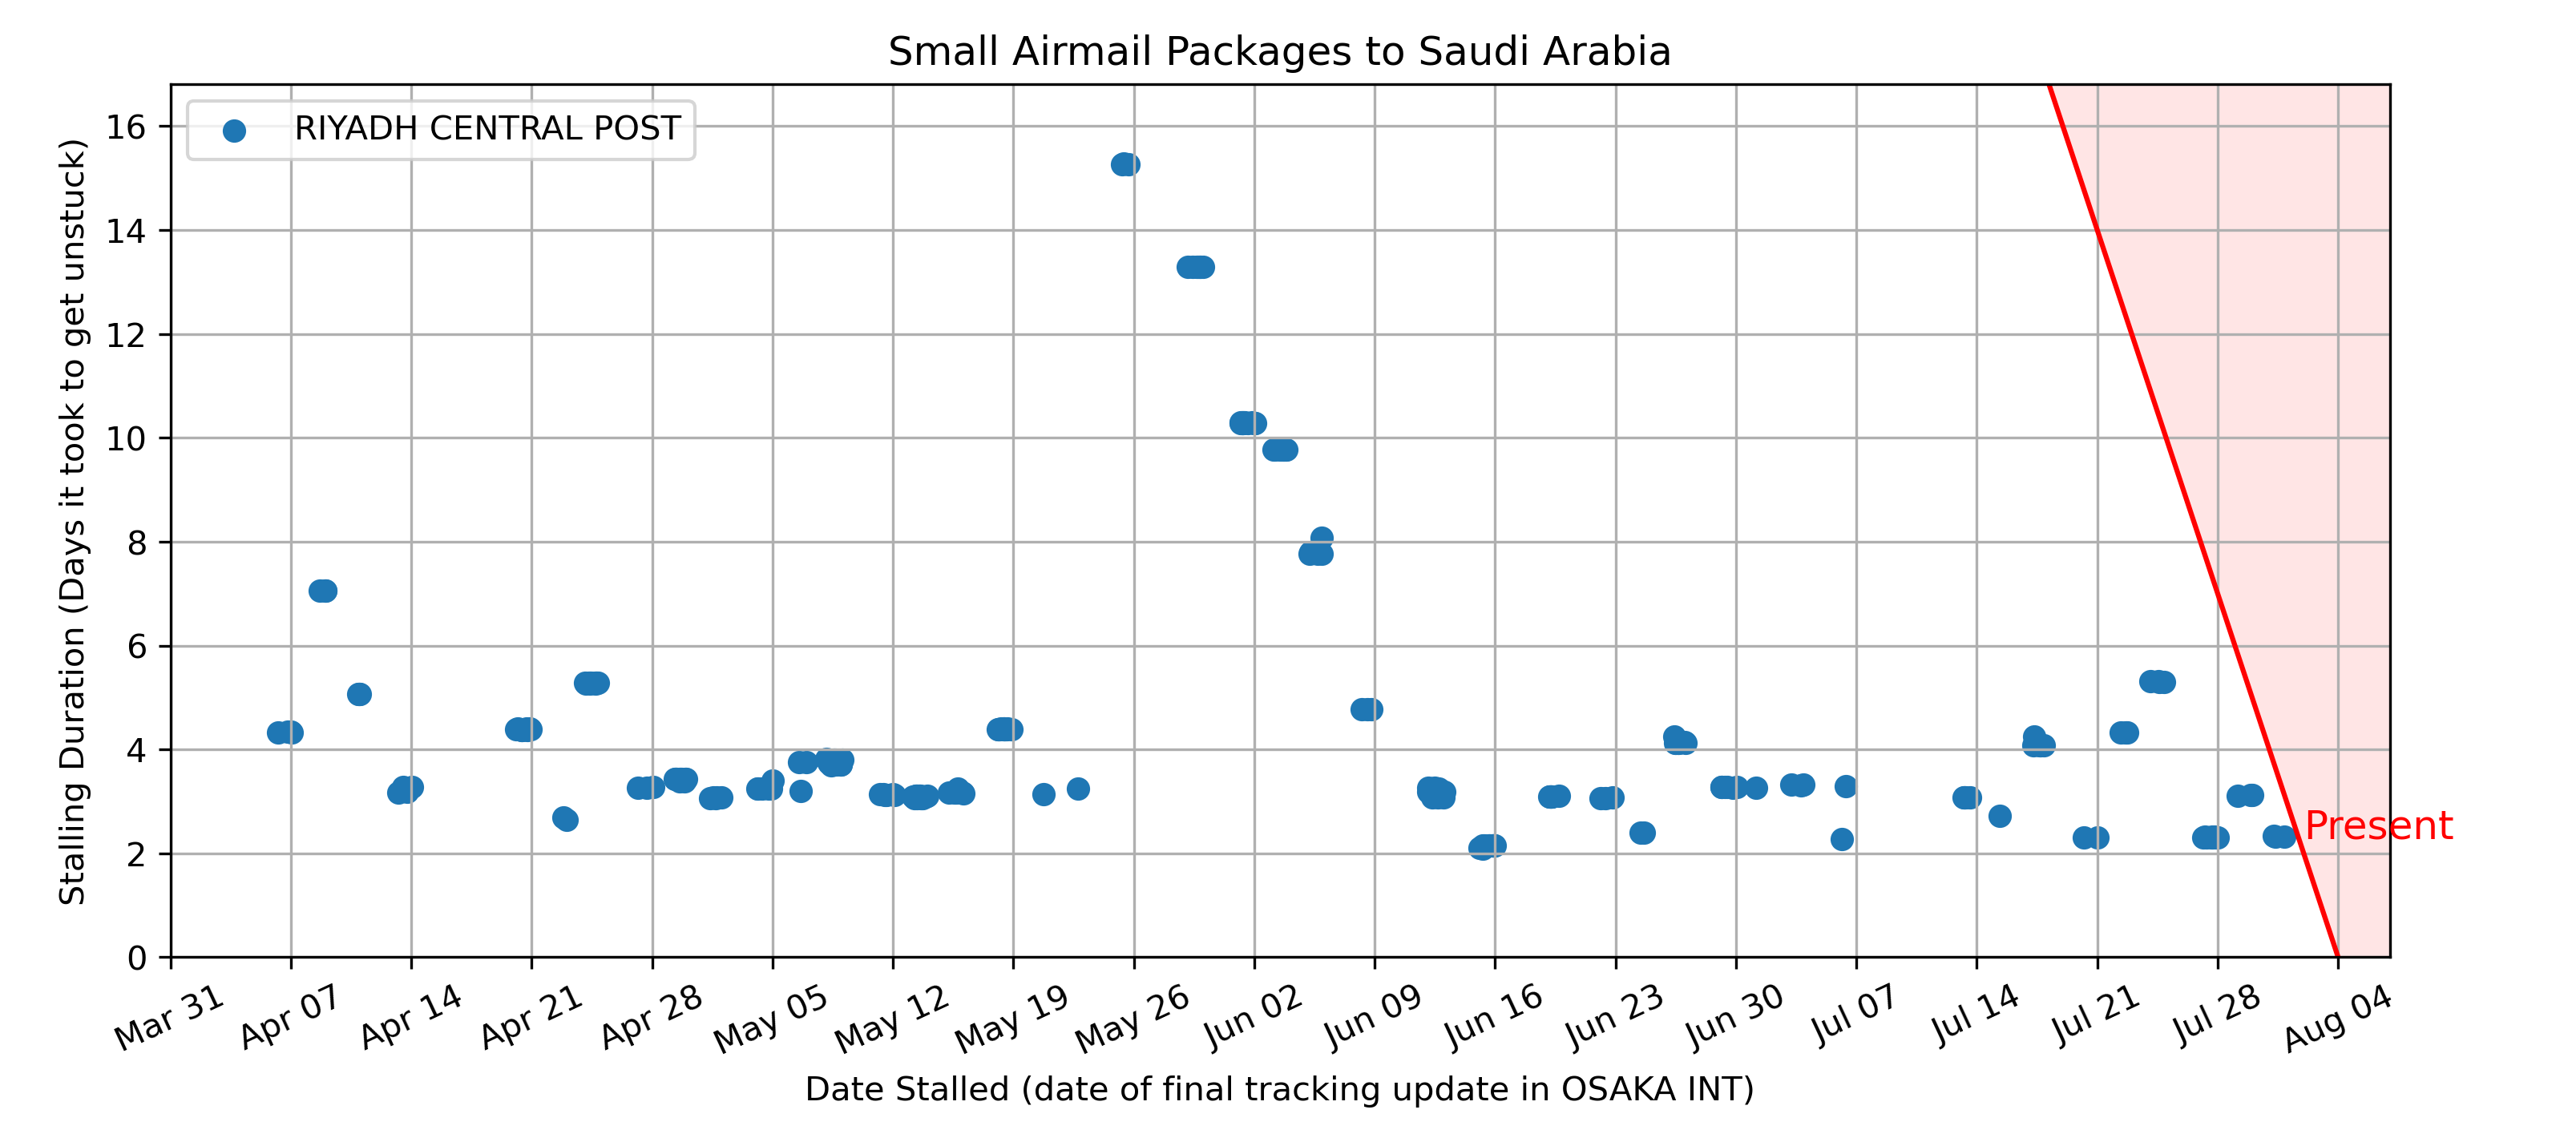 Small Airmail Packages to Saudi Arabia
RIYADH CENTRAL POST
Stalling Duration (Days it took to get unstuck)
16
14
12
10
8
6
4
2
0
Present
Mar 31
Apr 07
Apr 14
Apr 21
Apr 28
May 05
May 12
May 19
May 26
Jun 02
Jun 09
Jun 16
Jun 23
Jun 30
Jul 07
Jul 14
Jul 21
Jul 28
Aug 04
Date Stalled (date of final tracking update in OSAKA INT)